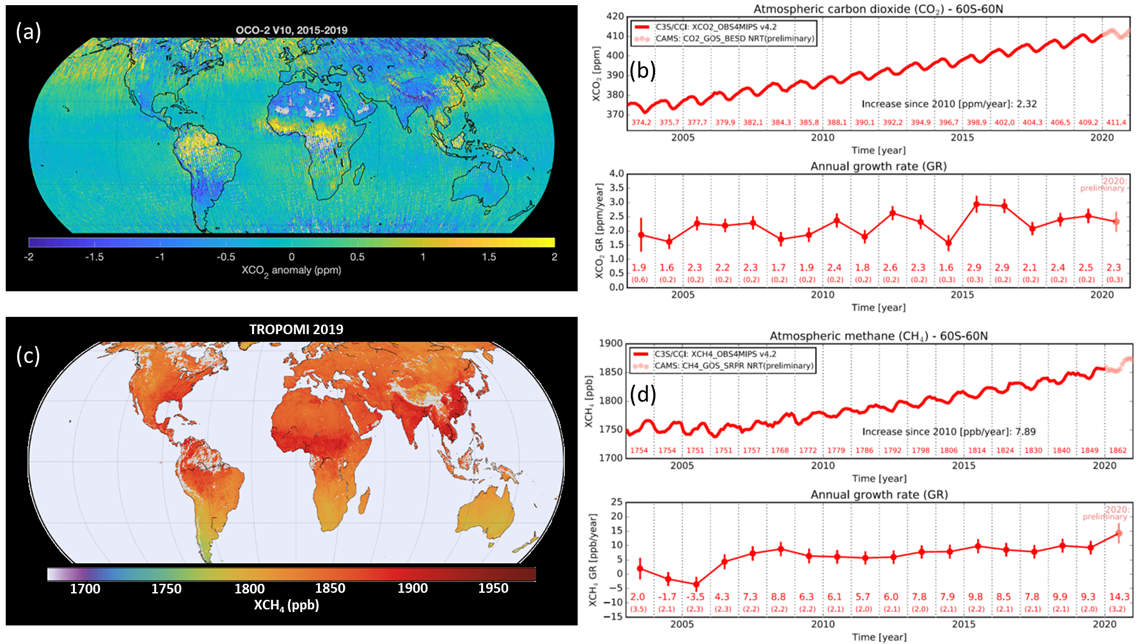 (a)
OCO-2 V10, 2015-2019
-2 -1.5 -1 -0.5 0 0.5 1 1.5 2
XCO2 anomaly (ppm)
Atmospheric carbon dioxide (CO2) - 60S-60N
C3S/CCI: XCO2_OBS4MIPS v4.2
CAMS: CO2_GOS_BESD NRT(preliminary)
(b)
XCO2 [ppm]
420
410
400
390
380
370
Increase since 2010 [ppm/year]: 2.32
374.2 375.7 377.7 379.9 382.1 384.3 385.8 388.1 390.1 392.2 394.9 396.7 398.9 402.0 404.3 406.5 409.2 411.4
2005 2010 2015 2020
Time [year]
Annual growth rate (GR)
2020:
preliminary
XCO2 GR [ppm/year]
4.0
3.5
3.0
2.5
2.0
1.5
1.0
0.5
0.0
1.9 1.6 2.3 2.2 2.3 1.7 1.9 2.4 1.8 2.6 2.3 1.6 2.9 2.9 2.1 2.4 2.5 2.3
(0.6) (0.2) (0.2) (0.2) (0.2) (0.2) (0.2) (0.2) (0.2) (0.2) (0.2) (0.3) (0.3) (0.2) (0.2) (0.2) (0.2) (0.3)
2005 2010 2015 2020
Time [year]
(c)
TROPOMI 2019
1700 1750 1800 1850 1900 1950
XCH4 (ppb)
Atmospheric methane (CH4) - 60S-60N
C3S/CCI: XCH4_OBS4MIPS v4.2
CAMS: CH4_GOS_SRPR NRT(preliminary)
(d)
XCH4 [ppb]
1900
1850
1800
1750
1700
Increase since 2010 [ppb/year]: 7.89
1754 1754 1751 1751 1757 1768 1772 1779 1786 1792 1798 1806 1814 1824 1830 1840 1849 1862
2005 2010 2015 2020
Time [year]
Annual growth rate (GR)
2020:
preliminary
XCH4 GR [ppb/year]
25
20
15
10
5
0
−5
−10
−15
2.0 -1.7 -3.5 4.3 7.3 8.8 6.3 6.1 5.7 6.0 7.8 7.9 9.8 8.5 7.8 9.9 9.3 14.3
(3.5) (2.1) (2.3) (2.3) (2.2) (2.2) (2.2) (2.1) (2.0) (2.1) (2.1) (2.1) (2.2) (2.1) (2.1) (2.1) (2.0) (3.2)
2005 2010 2015 2020
Time [year]